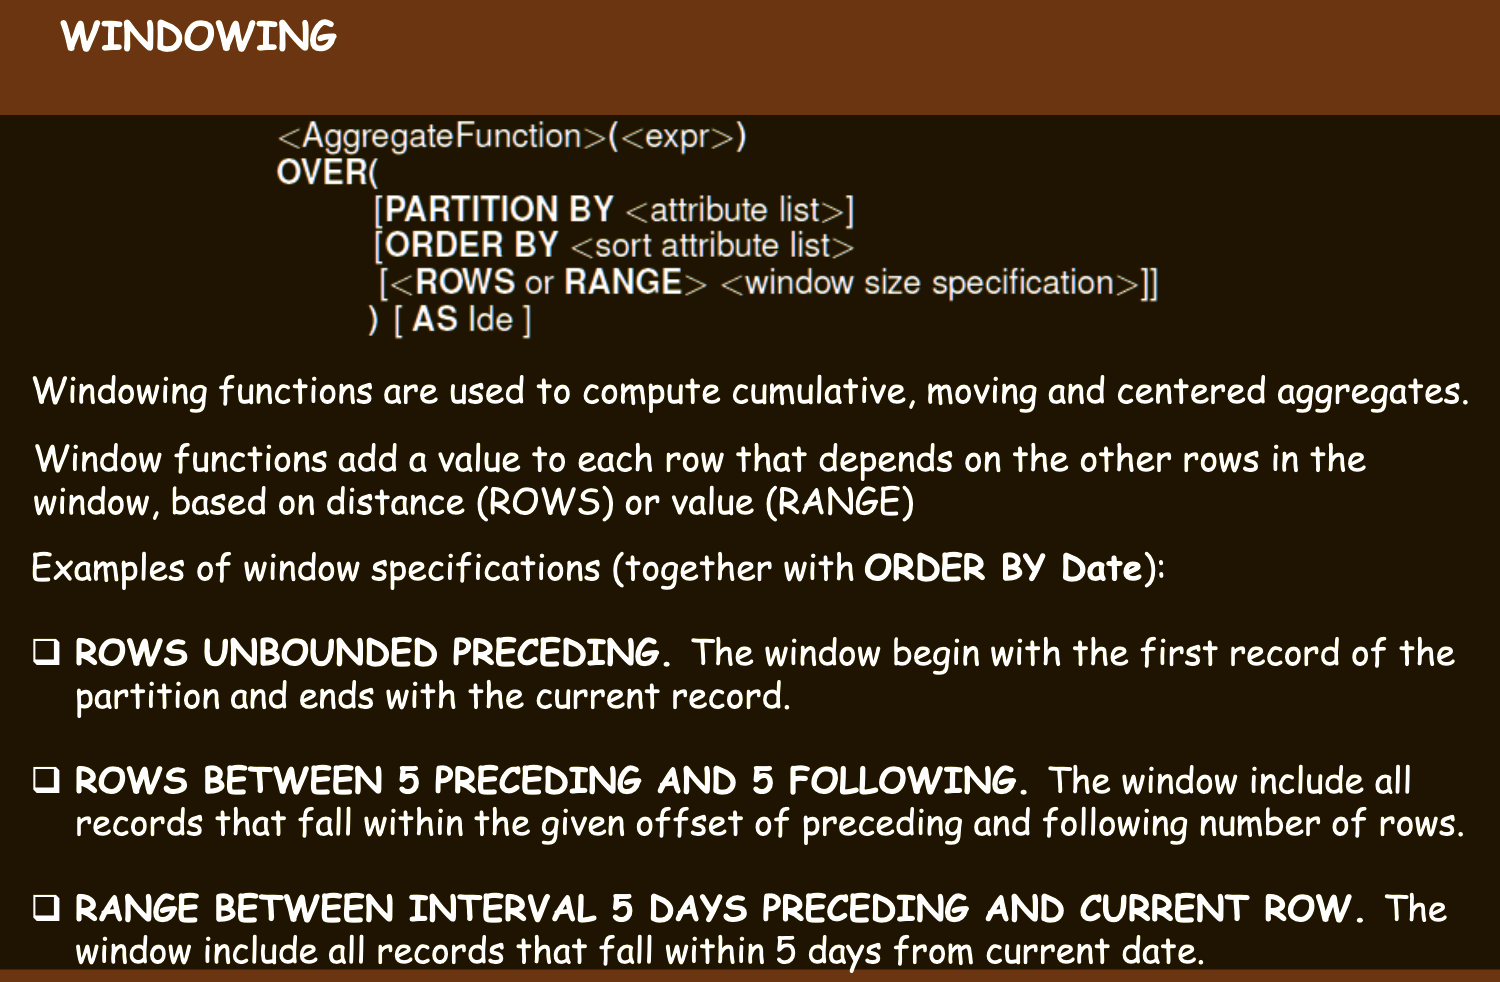 WINDOWING
<AggregateFunction>(<expr>)
OVER(
[PARTITION BY <attribute list>]
[ORDER BY <sort attribute list>
[<ROWS or RANGE> <window size specification>]]
) [ AS Ide ]
Windowing functions are used to compute cumulative, moving and centered aggregates.
Window functions add a value to each row that depends on the other rows in the
window, based on distance (ROWS) or value (RANGE)
Examples of window specifications (together with ORDER BY Date):
❑ ROWS UNBOUNDED PRECEDING. The window begin with the first record of the
partition and ends with the current record.
❑ ROWS BETWEEN 5 PRECEDING AND 5 FOLLOWING. The window include all
records that fall within the given offset of preceding and following number of rows.
❑ RANGE BETWEEN INTERVAL 5 DAYS PRECEDING AND CURRENT ROW. The
window include all records that fall within 5 days from current date.